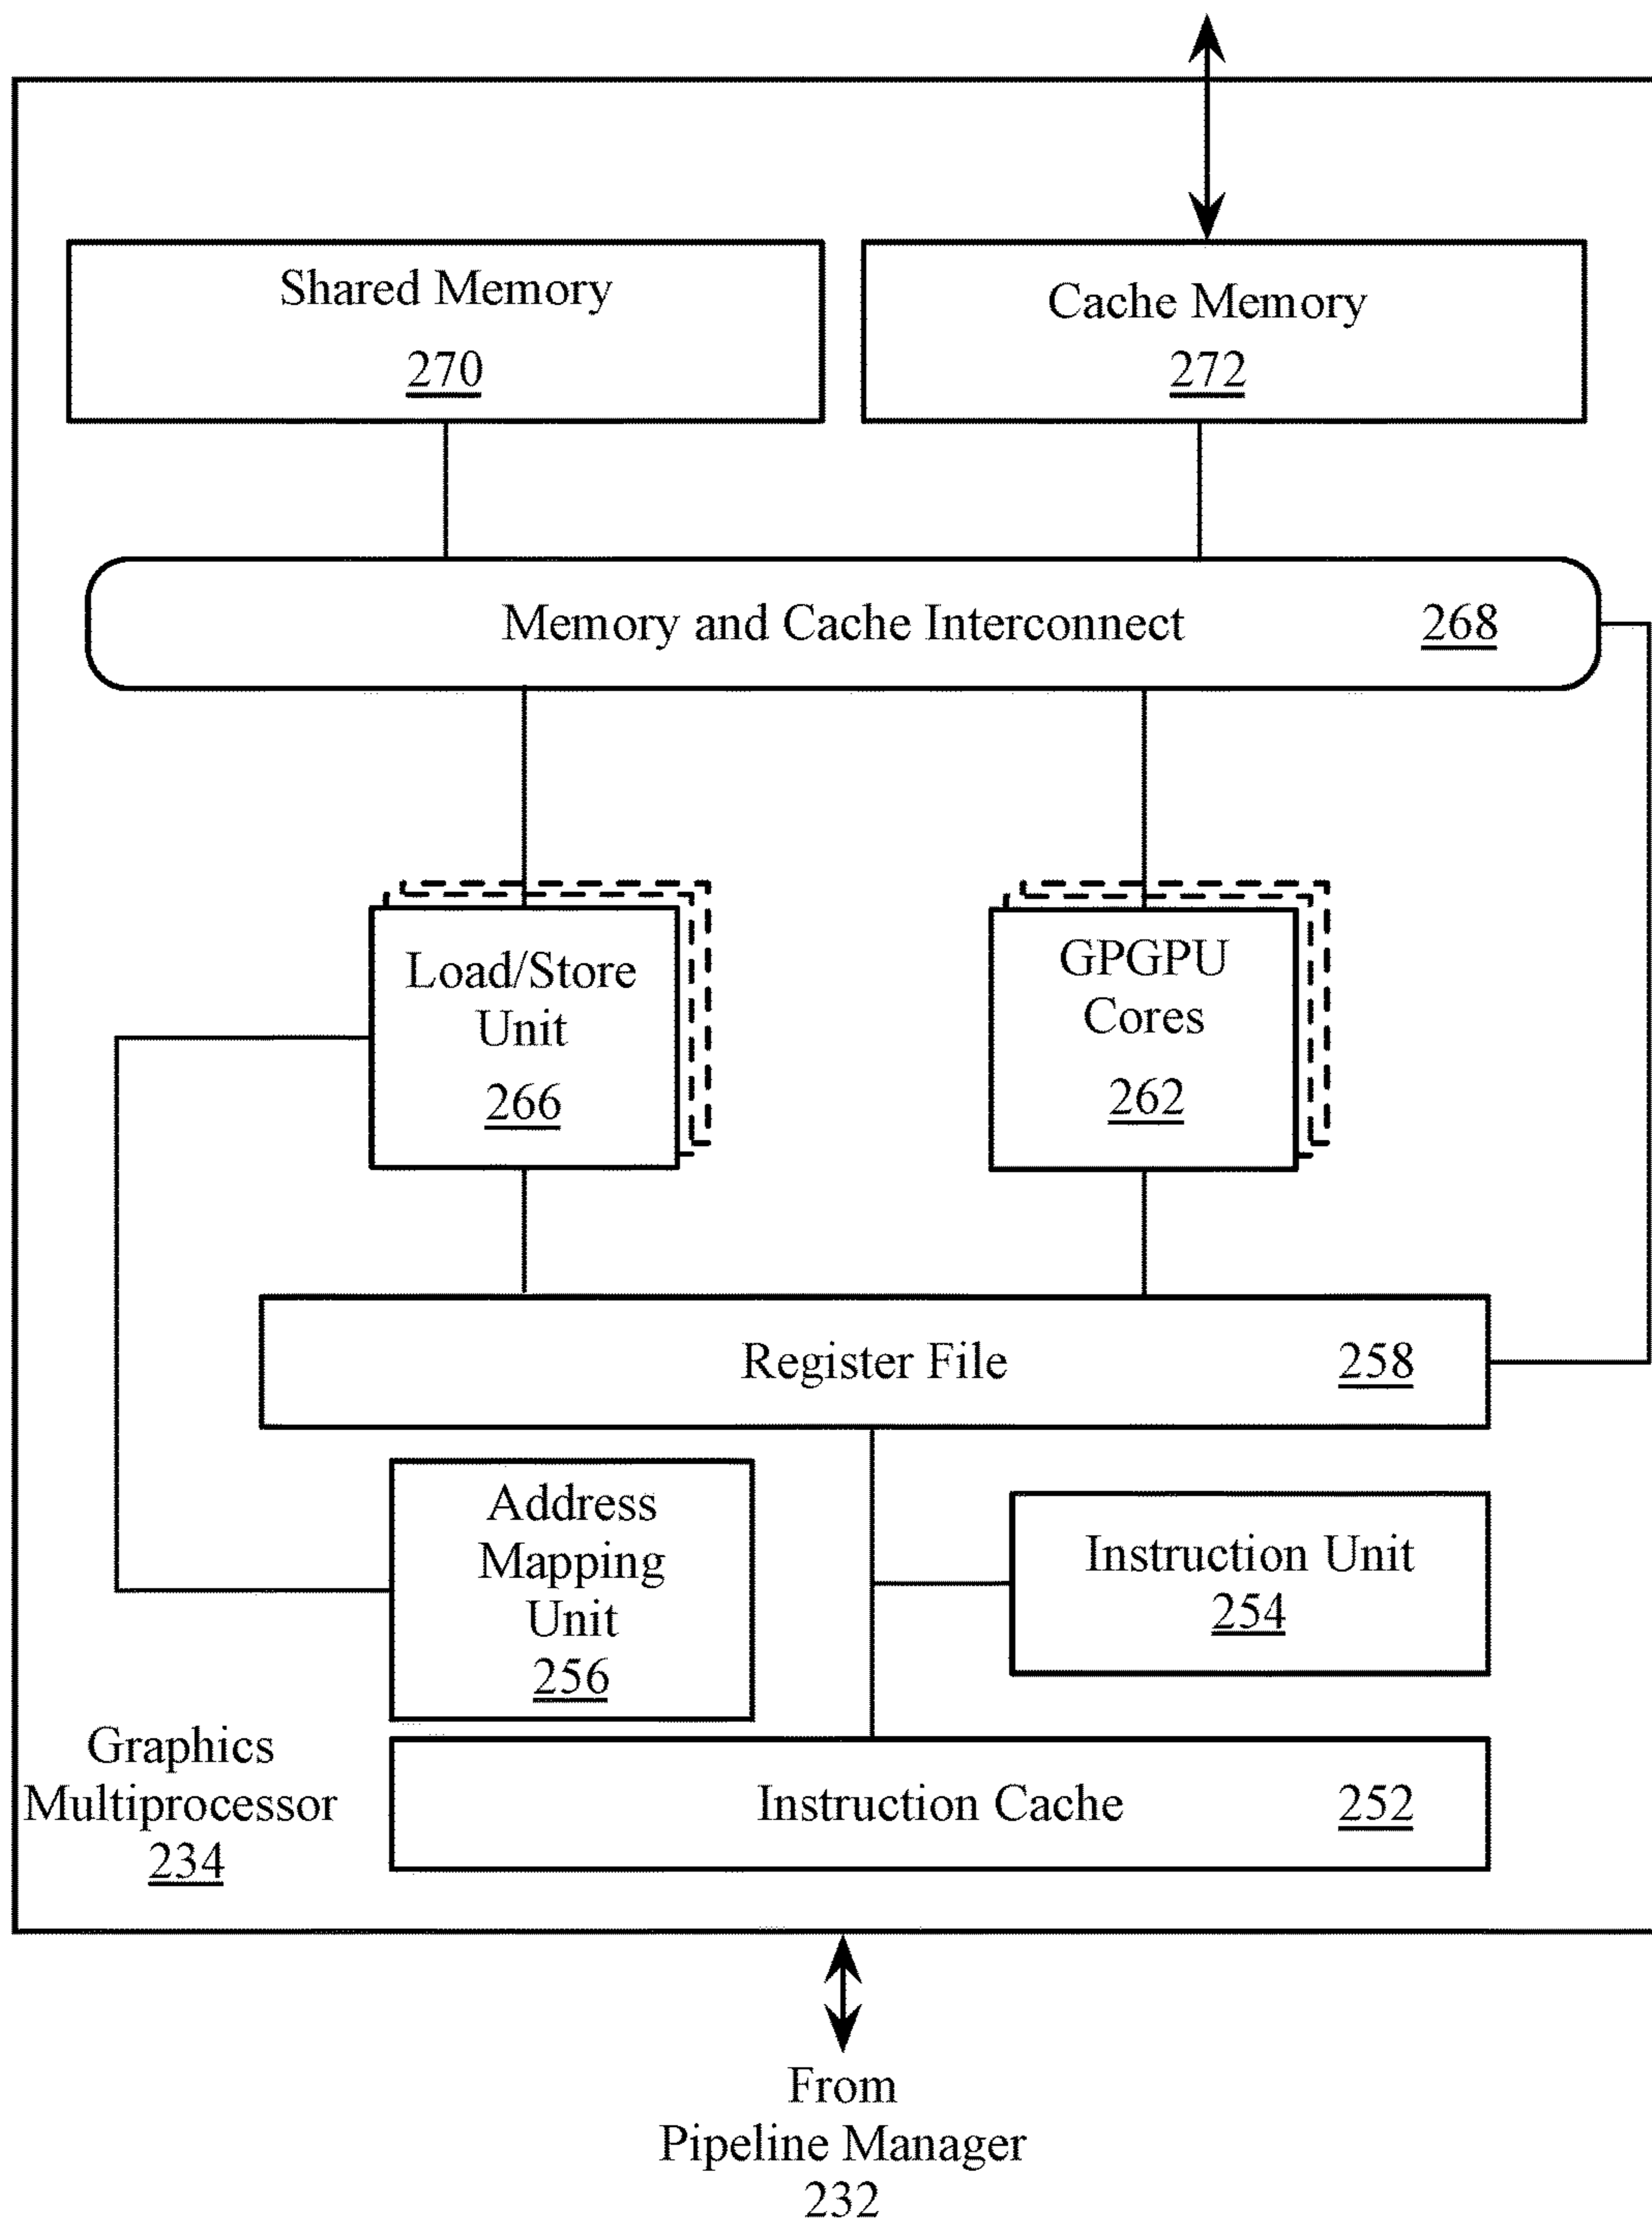 Shared Memory
270
Cache Memory
272
Memory and Cache Interconnect 268
Load/Store
Unit
266
GPGPU
Cores
262
Register File 258
Address
Mapping
Unit
256
Instruction Unit
254
Graphics
Multiprocessor
234
Instruction Cache 252
From
Pipeline Manager
232